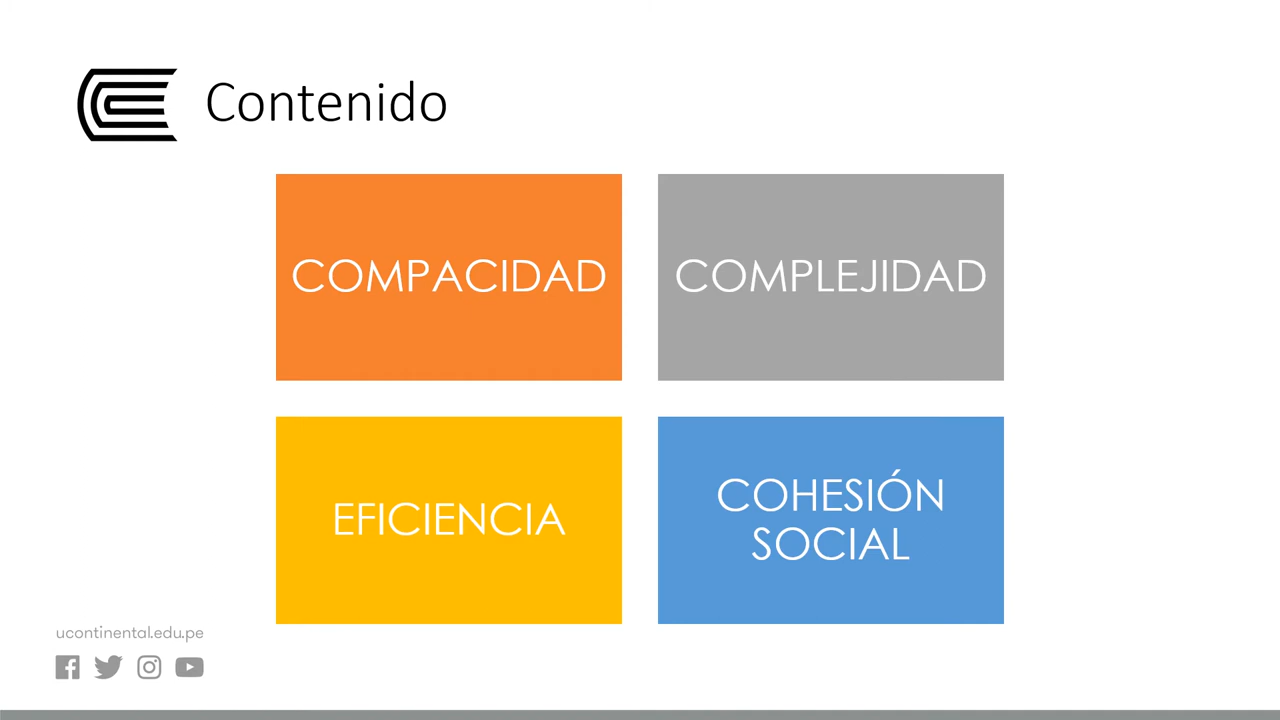 Contenido
COMPACIDAD
COMPLEJIDAD
EFICIENCIA
COHESIÓN
SOCIAL
ucontinental.edu.pe